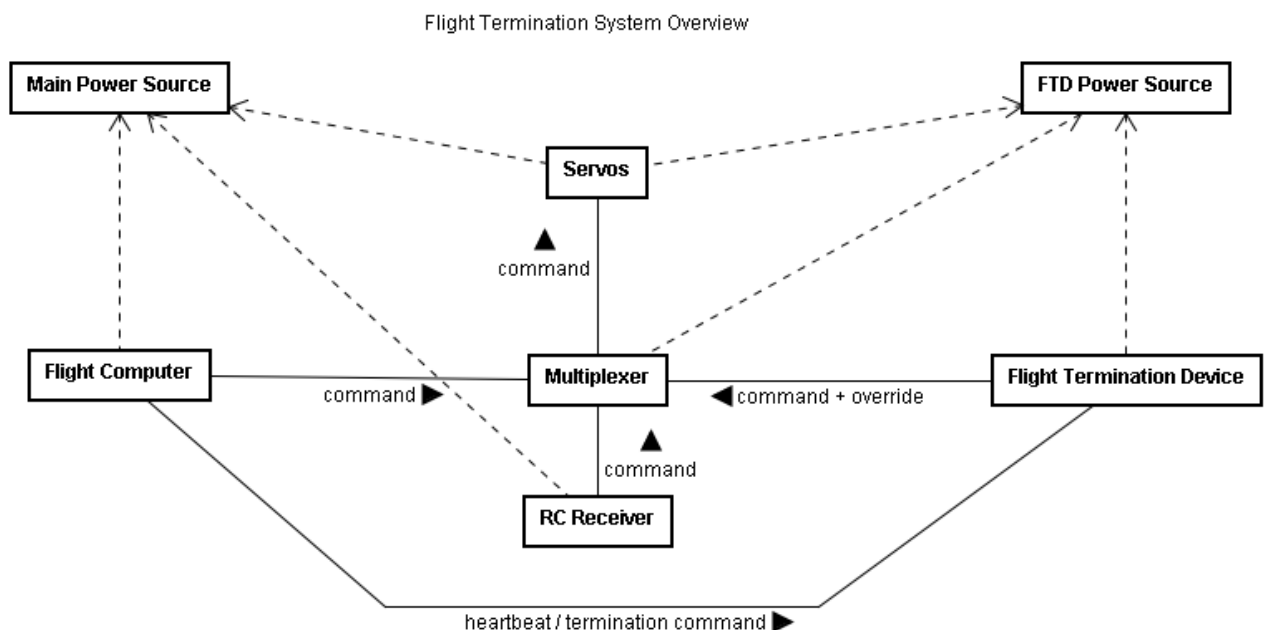 Flight Termination System Overview
Main Power Source
FTD Power Source
Servos
command
Flight Computer
Multiplexer
Flight Termination Device
command
command + override
command
RC Receiver
heartbeat / termination command